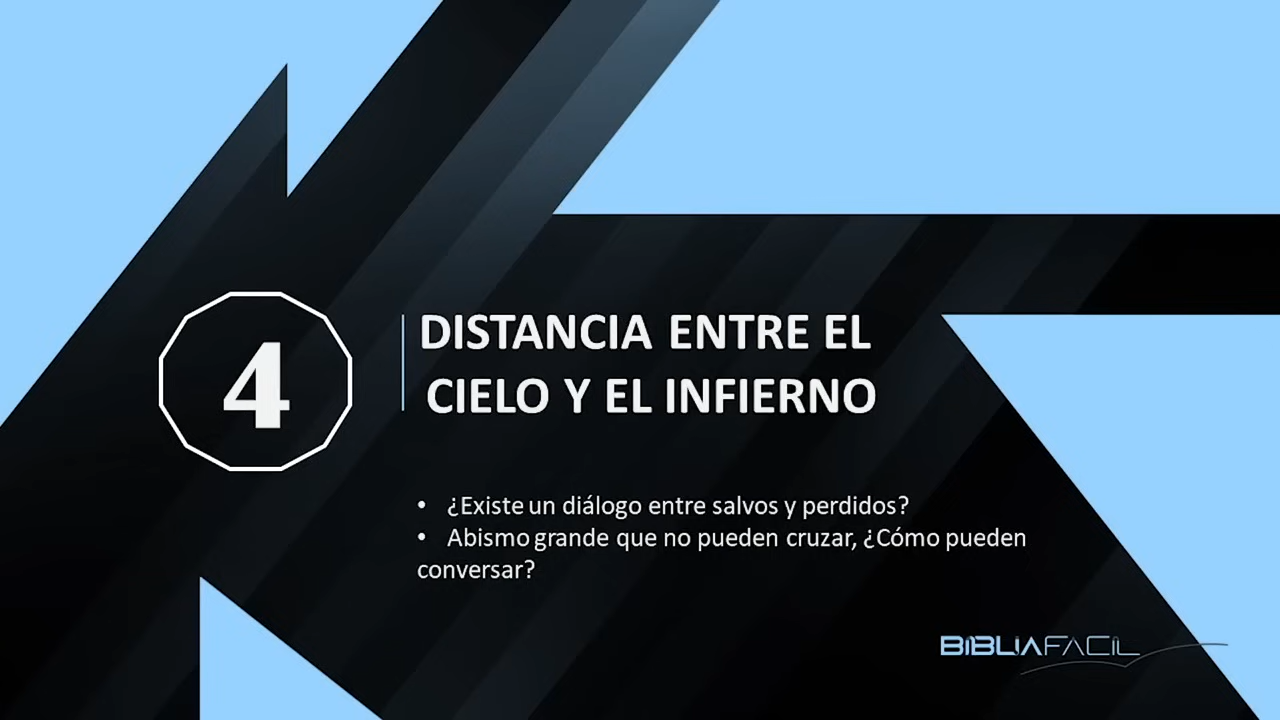 4
DISTANCIA ENTRE EL
CIELO Y EL INFIERNO
• ¿Existe un diálogo entre salvos y perdidos?
• Abismo grande que no pueden cruzar, ¿Cómo pueden
conversar?
BIBLIAFACIL